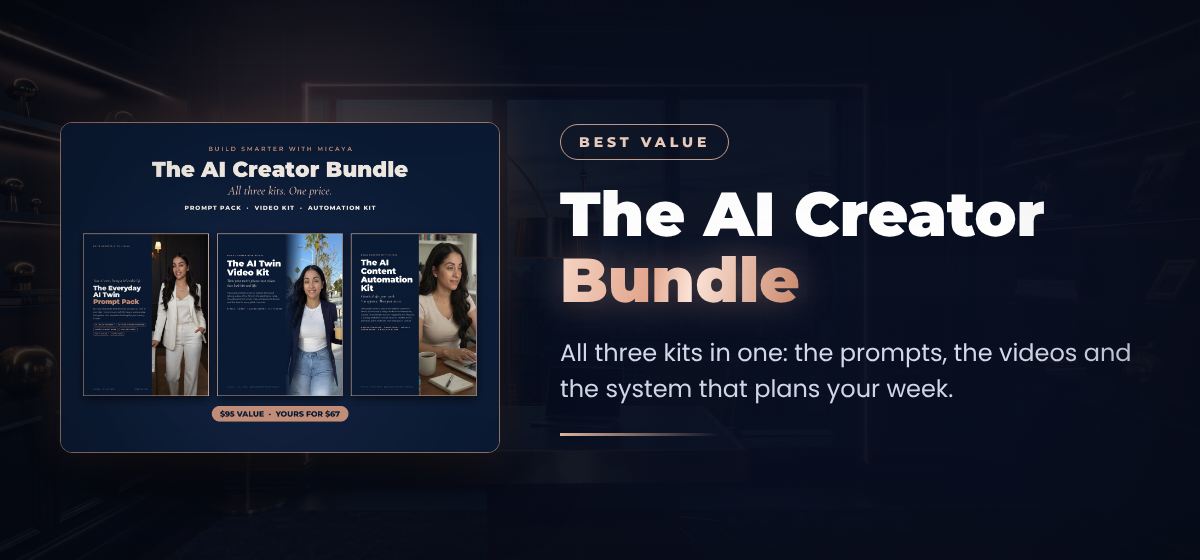 BUILD SMARTER WITH MICAYA
The AI Creator Bundle
All three kits. One price.
PROMPT PACK • VIDEO KIT • AUTOMATION KIT
The Everyday
AI Twin
Prompt Pack
The AI Twin
Video Kit
The AI
Content
Automation
Kit
$95 VALUE • YOURS FOR $67
BEST VALUE
The AI Creator
Bundle
All three kits in one: the prompts, the videos and
the system that plans your week.